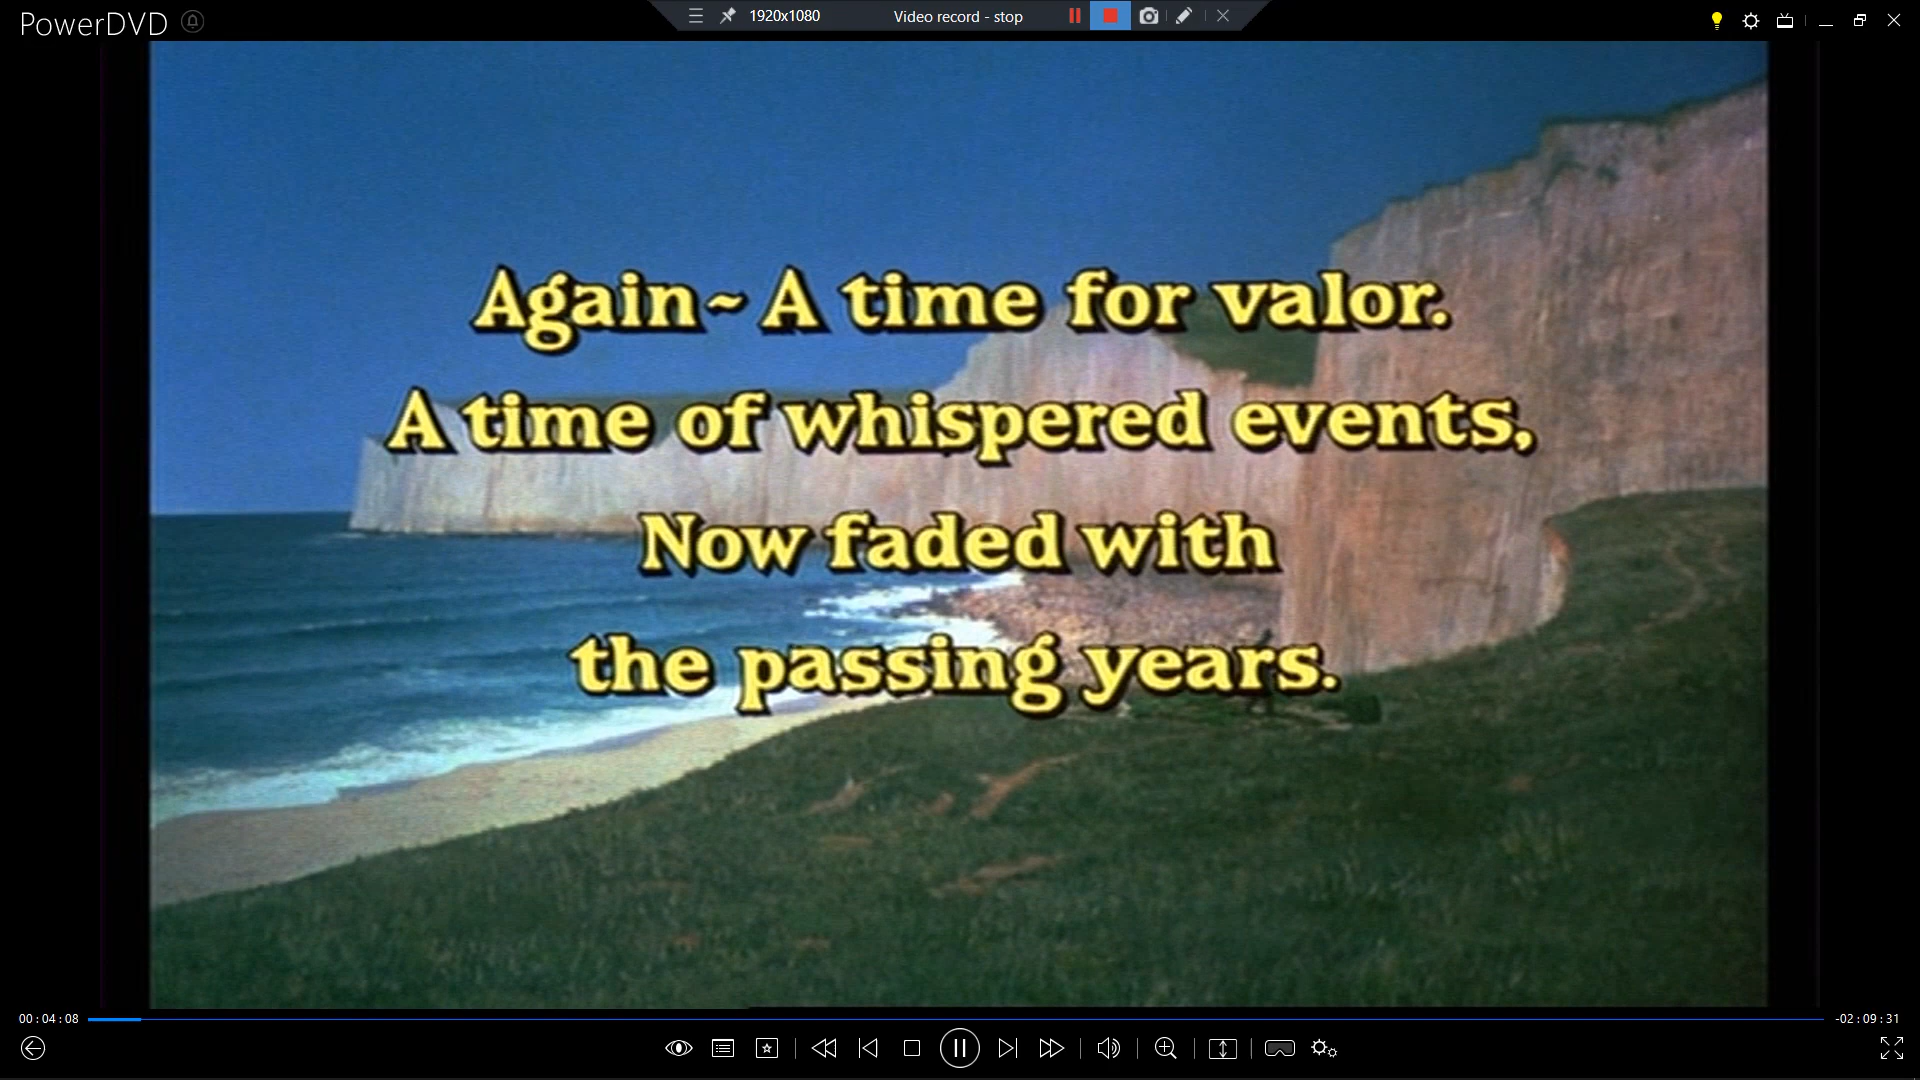 PowerDVD
1920x1080
Video record - stop
Again ~ A time for valor.
A time of whispered events,
Now faded with
the passing years.
00:04:08
-02:09:31